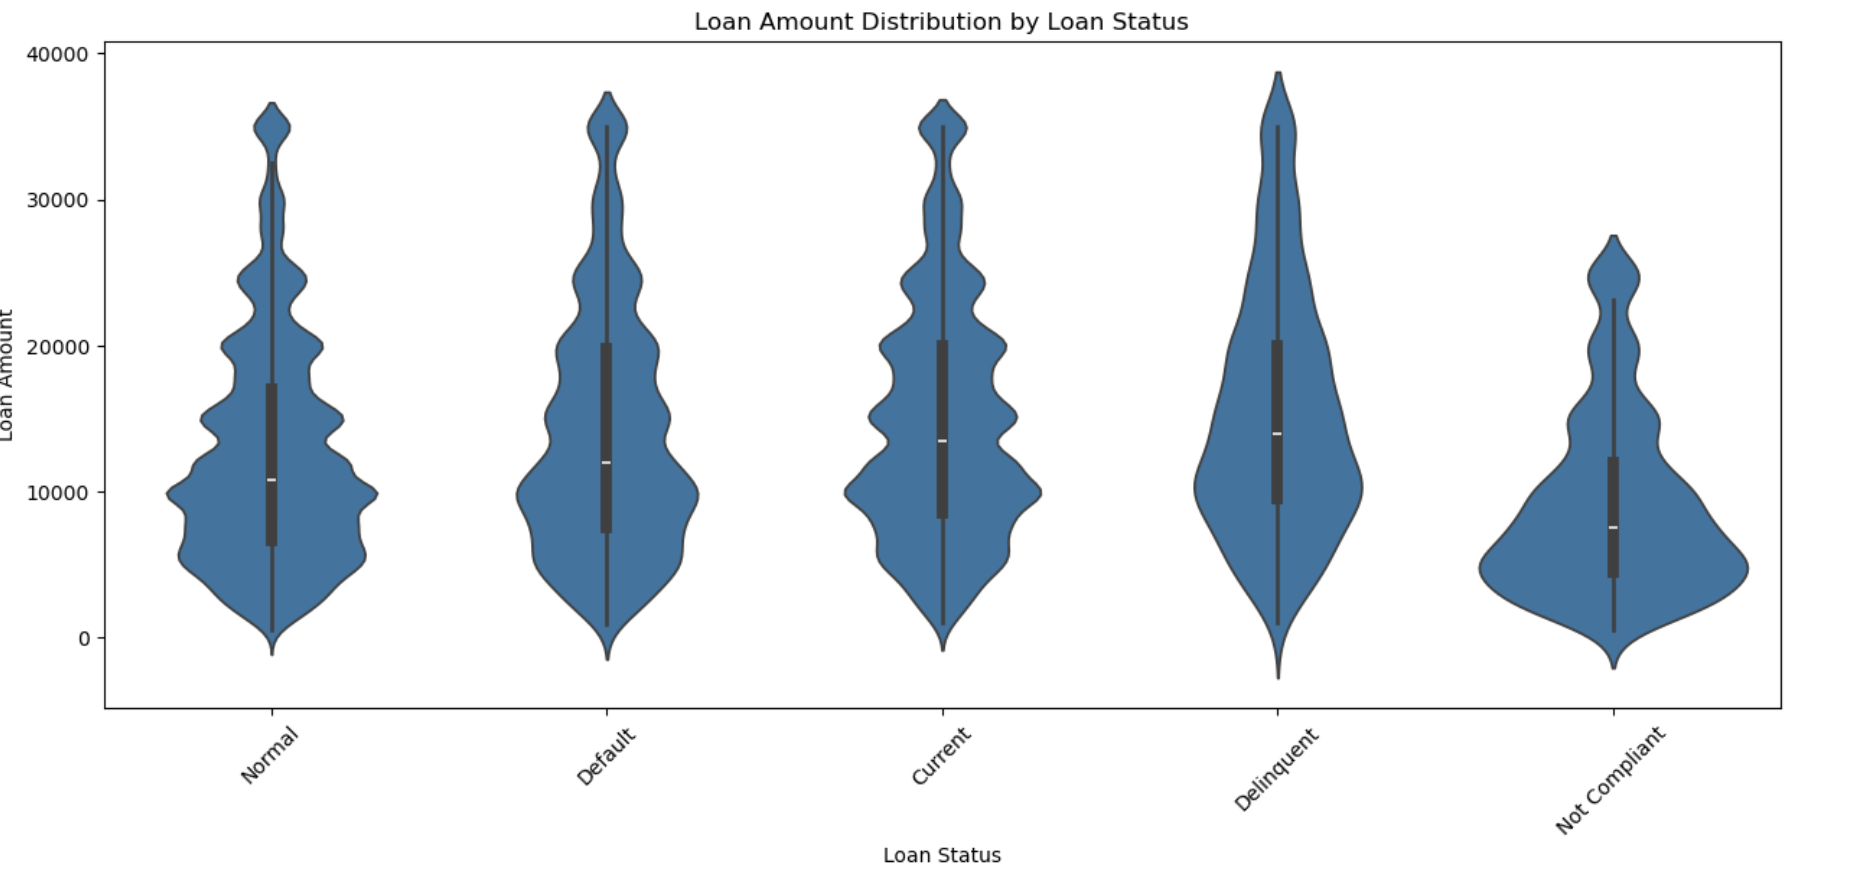 Loan Amount Distribution by Loan Status
40000
30000
20000
10000
0
Loan Amount
Normal
Default
Current
Delinquent
Not Compliant
Loan Status